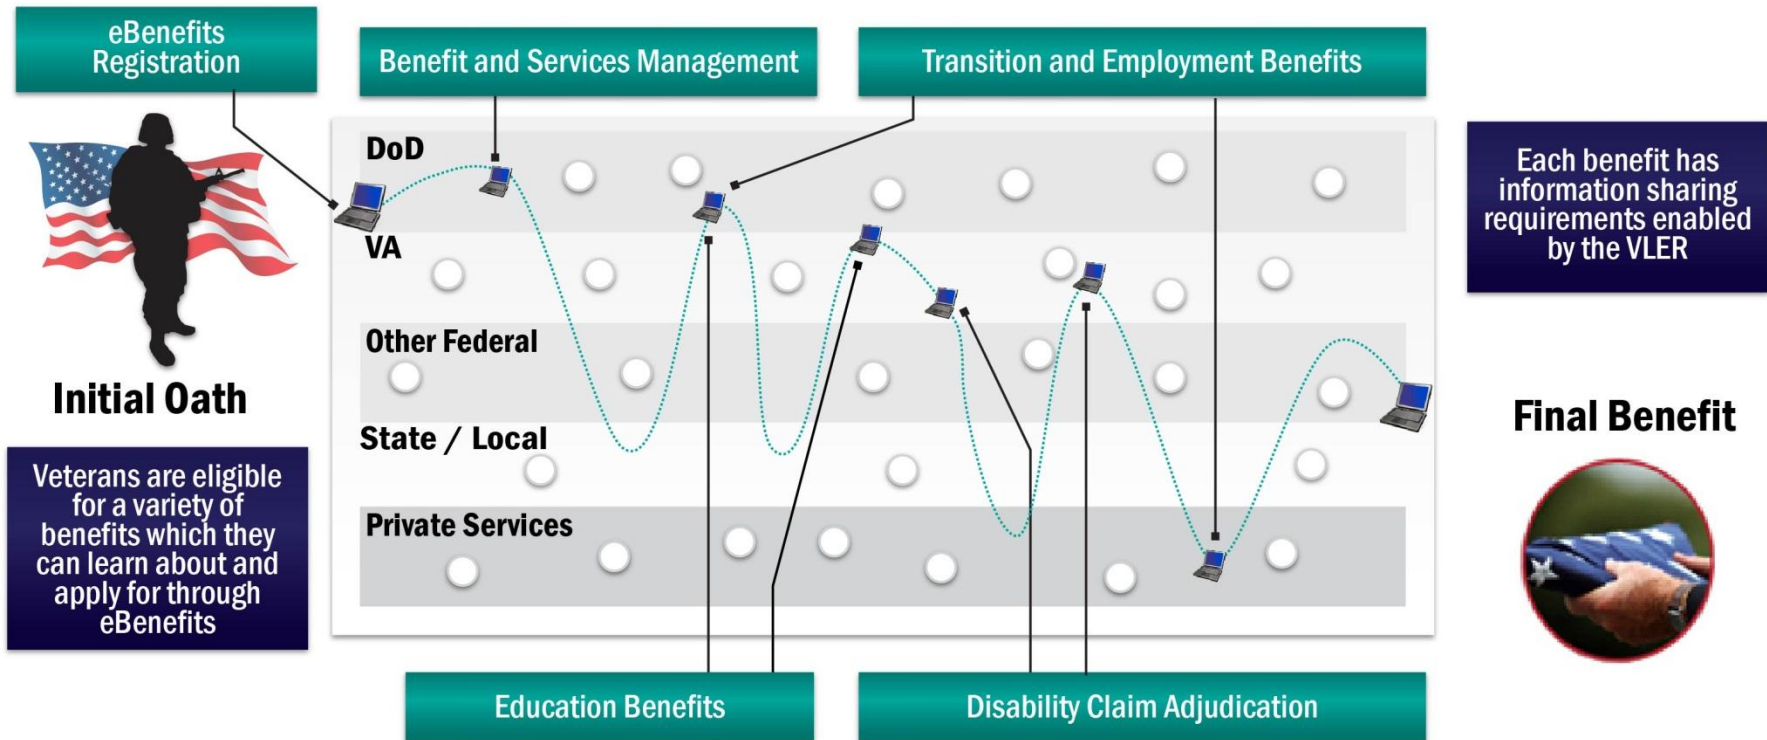 eBenefits
Registration
Benefit and Services Management
Transition and Employment Benefits
DoD
VA
Other Federal
State / Local
Private Services
Initial Oath
Veterans are eligible
for a variety of
benefits which they
can learn about and
apply for through
eBenefits
Each benefit has
information sharing
requirements enabled
by the VLER
Final Benefit
Education Benefits
Disability Claim Adjudication